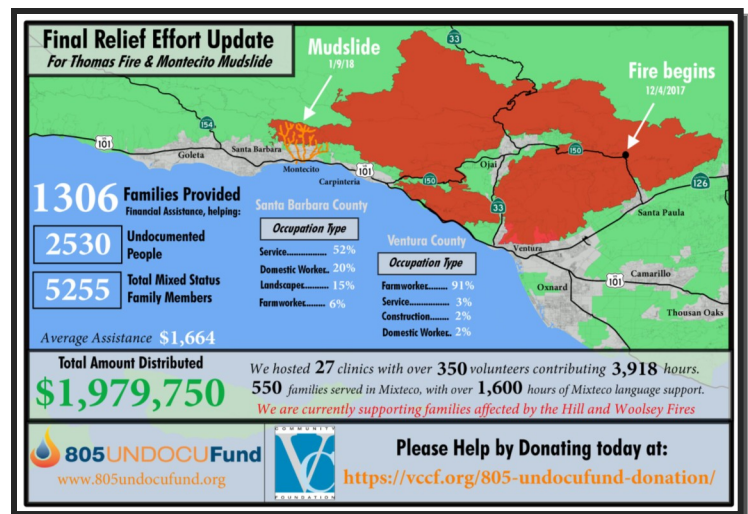 Final Relief Effort Update
For Thomas Fire & Montecito Mudslide
Mudslide
1/9/18
33
Fire begins
12/4/2017
154
101
Goleta
Santa Barbara
Montecito
Carpinteria
101
150
Ojai
150
33
126
Santa Paula
Ventura
Oxnard
101
Camarillo
Thousan Oaks
1306 Families Provided
Financial Assistance, helping:
2530 Undocumented
People
5255 Total Mixed Status
Family Members
Average Assistance $1,664
Santa Barbara County
Occupation Type
Service.................. 52%
Domestic Worker.. 20%
Landscaper........... 15%
Farmworker.......... 6%
Ventura County
Occupation Type
Farmworker......... 91%
Service.................. 3%
Construction......... 2%
Domestic Worker.. 2%
Total Amount Distributed
$1,979,750
We hosted 27 clinics with over 350 volunteers contributing 3,918 hours.
550 families served in Mixteco, with over 1,600 hours of Mixteco language support.
We are currently supporting families affected by the Hill and Woolsey Fires
805UNDOCUFund
www.805undocufund.org
COMMUNITY
VC
FOUNDATION
Please Help by Donating today at:
https://vccf.org/805-undocufund-donation/